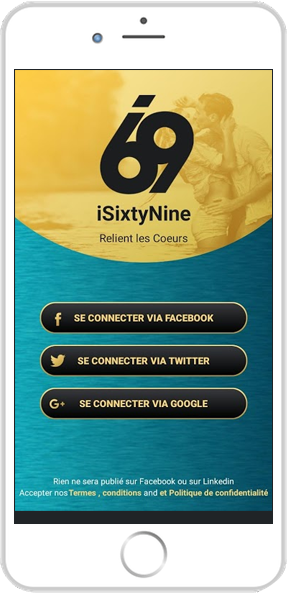 i69
iSixtyNine
Relient les Coeurs
SE CONNECTER VIA FACEBOOK
SE CONNECTER VIA TWITTER
G+ SE CONNECTER VIA GOOGLE
Rien ne sera publié sur Facebook ou sur Linkedin
Accepter nos Termes , conditions and et Politique de confidentialité